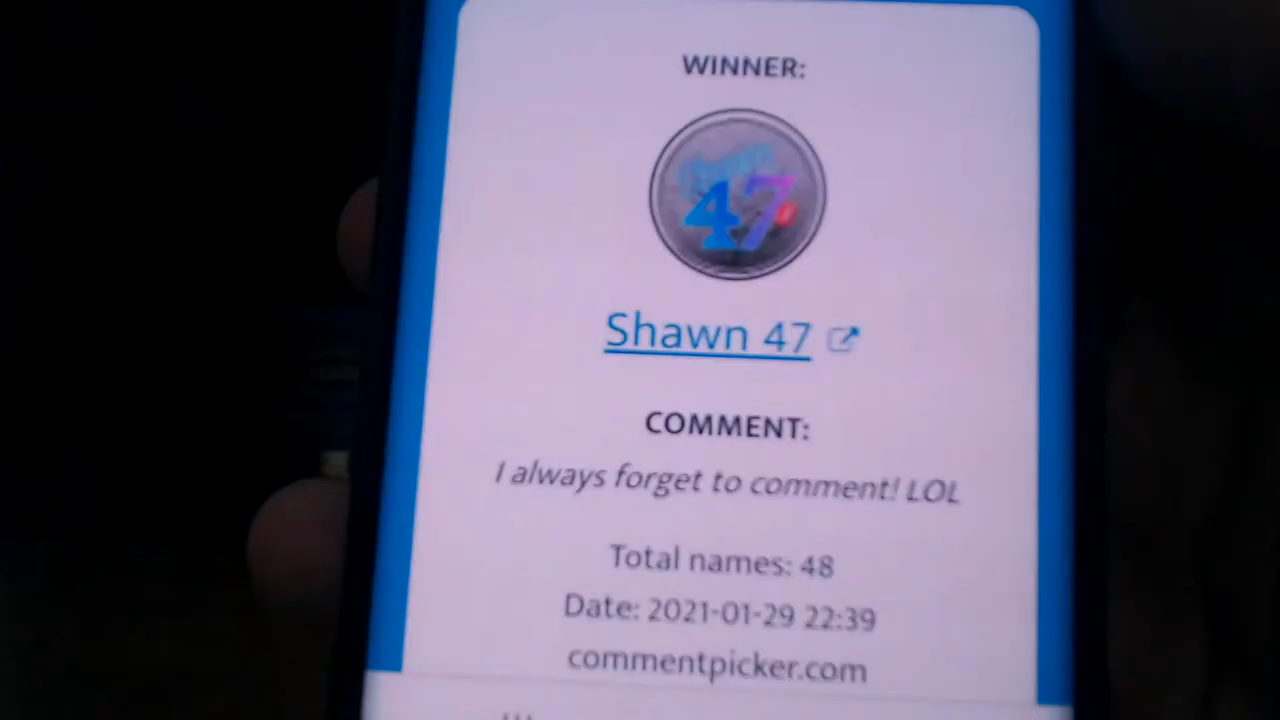 WINNER:
47
Shawn 47
COMMENT:
I always forget to comment! LOL
Total names: 48
Date: 2021-01-29 22:39
commentpicker.com